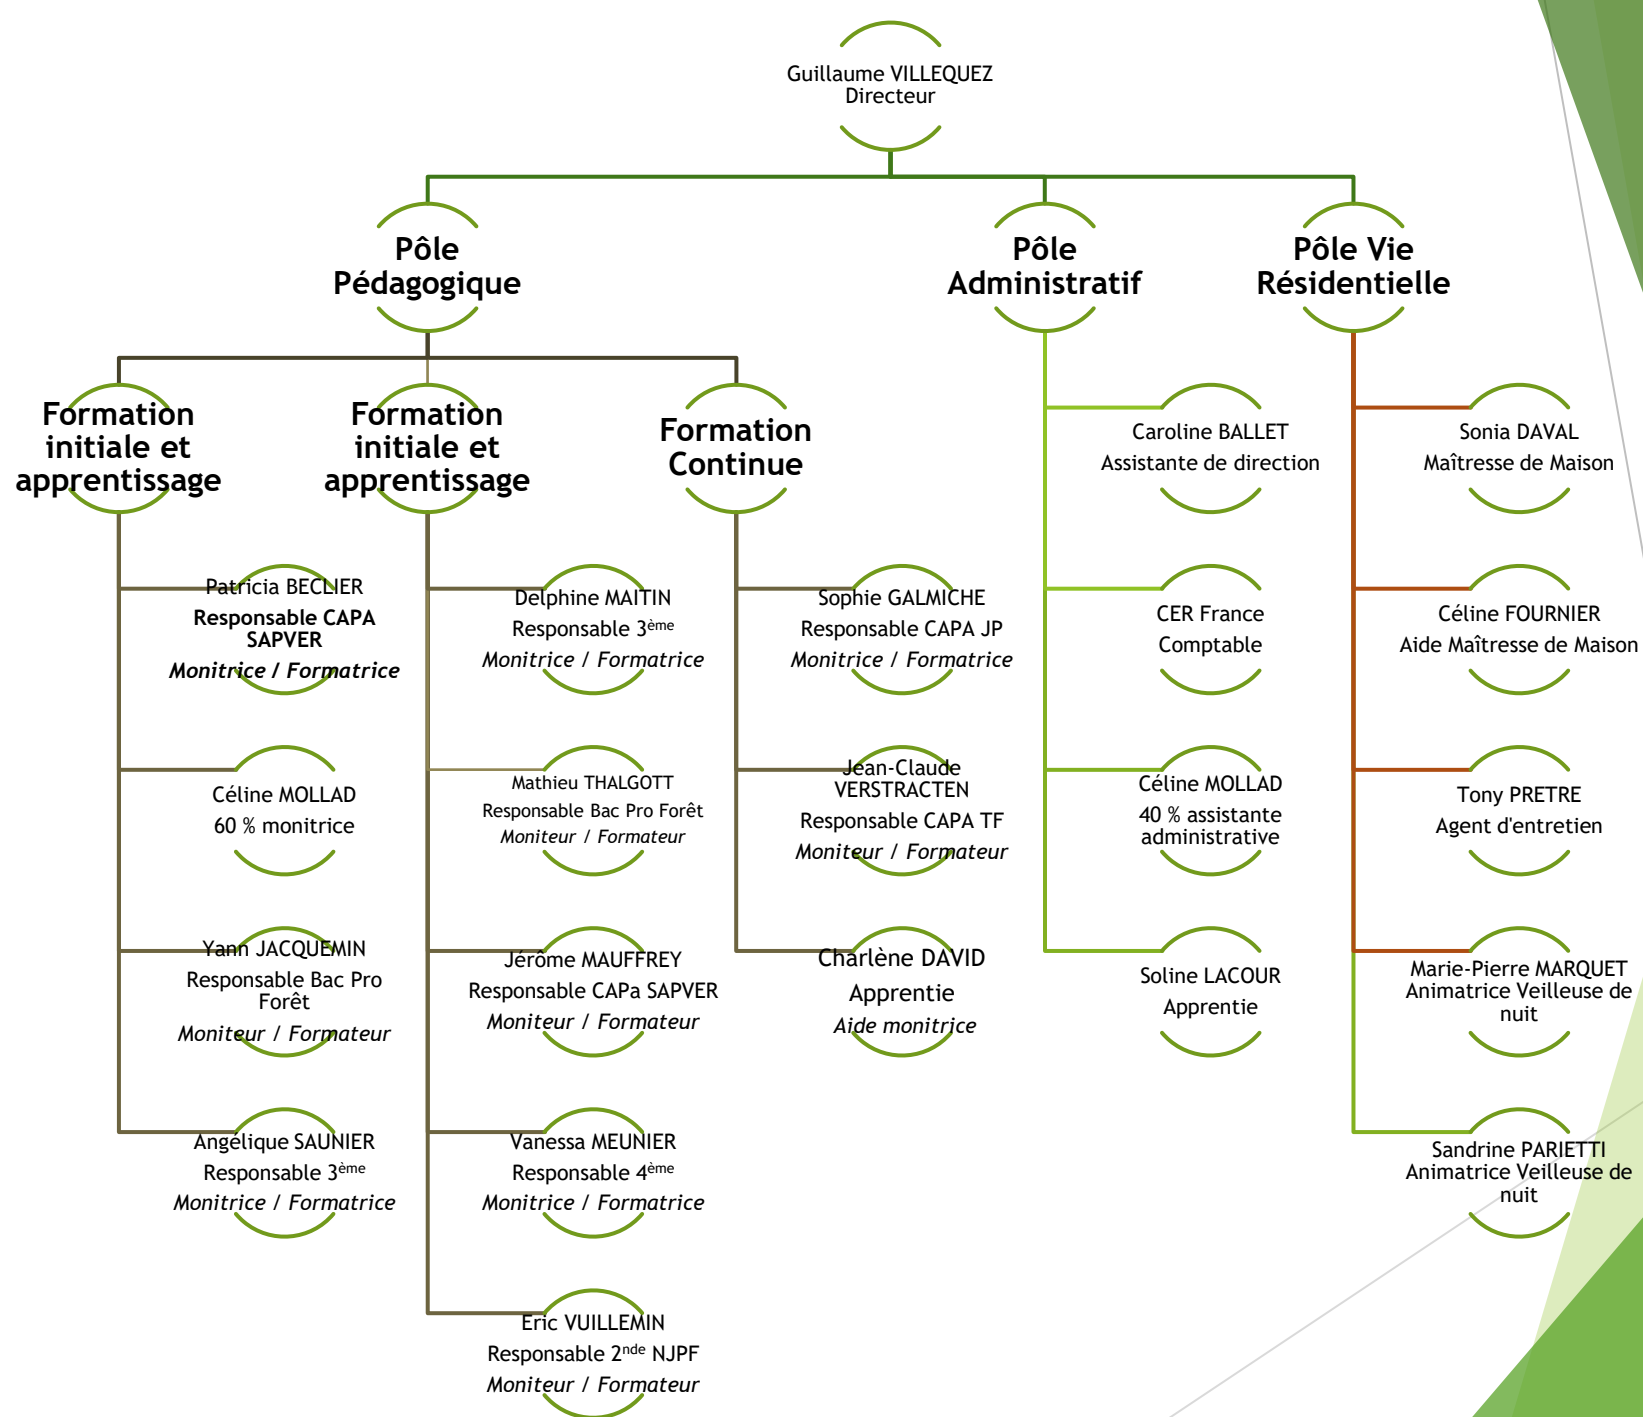 Guillaume VILLEQUEZ
Directeur
Pôle
Pédagogique
Pôle
Administratif
Pôle Vie
Résidentielle
Formation
initiale et
apprentissage
Formation
initiale et
apprentissage
Formation
Continue
Patricia BECLIER
Responsable CAPA
SAPVER
Monitrice / Formatrice
Céline MOLLAD
60 % monitrice
Yann JACQUEMIN
Responsable Bac Pro
Forêt
Moniteur / Formateur
Angélique SAUNIER
Responsable 3ème
Monitrice / Formatrice
Delphine MAITIN
Responsable 3ème
Monitrice / Formatrice
Mathieu THALGOTT
Responsable Bac Pro Forêt
Moniteur / Formateur
Jérôme MAUFFREY
Responsable CAPa SAPVER
Moniteur / Formateur
Vanessa MEUNIER
Responsable 4ème
Monitrice / Formatrice
Eric VUILLEMIN
Responsable 2nde NJPF
Moniteur / Formateur
Sophie GALMICHE
Responsable CAPA JP
Monitrice / Formatrice
Jean-Claude
VERSTRACTEN
Responsable CAPA TF
Moniteur / Formateur
Charlène DAVID
Apprentie
Aide monitrice
Caroline BALLET
Assistante de direction
CER France
Comptable
Céline MOLLAD
40 % assistante
administrative
Soline LACOUR
Apprentie
Sonia DAVAL
Maîtresse de Maison
Céline FOURNIER
Aide Maîtresse de Maison
Tony PRETRE
Agent d'entretien
Marie-Pierre MARQUET
Animatrice Veilleuse de
nuit
Sandrine PARIETTI
Animatrice Veilleuse de
nuit